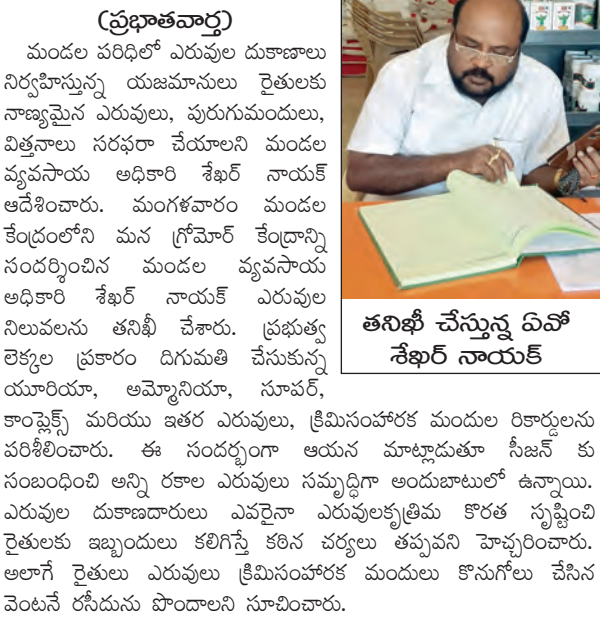 (ప్రభాతవార్త)
మండల పరిధిలో ఎరువుల దుకాణాలు
నిర్వహిస్తున్న యజమానులు రైతులకు
నాణ్యమైన ఎరువులు, పురుగుమందులు,
విత్తనాలు సరఫరా చేయాలని మండల
వ్యవసాయ అధికారి శేఖర్ నాయక్
ఆదేశించారు. మంగళవారం మండల
కేంద్రంలోని మన గ్రోమోర్ కేంద్రాన్ని
సందర్శించిన మండల వ్యవసాయ
అధికారి శేఖర్ నాయక్ ఎరువుల
నిలువలను తనిఖీ చేశారు. ప్రభుత్వ
లెక్కల ప్రకారం దిగుమతి చేసుకున్న
యూరియా, అమ్మోనియా, సూపర్,
కాంప్లెక్స్ మరియు ఇతర ఎరువులు, క్రిమిసంహారక మందుల రికార్డులను
పరిశీలించారు. ఈ సందర్భంగా ఆయన మాట్లాడుతూ సీజన్ కు
సంబంధించి అన్ని రకాల ఎరువులు సమృద్ధిగా అందుబాటులో ఉన్నాయి.
ఎరువుల దుకాణదారులు ఎవరైనా ఎరువులకృత్రిమ కొరత సృష్టించి
రైతులకు ఇబ్బందులు కలిగిస్తే కఠిన చర్యలు తప్పవని హెచ్చరించారు.
అలాగే రైతులు ఎరువులు క్రిమిసంహారక మందులు కొనుగోలు చేసిన
వెంటనే రసీదును పొందాలని సూచించారు.
తనిఖీ చేస్తున్న ఏవో
శేఖర్ నాయక్